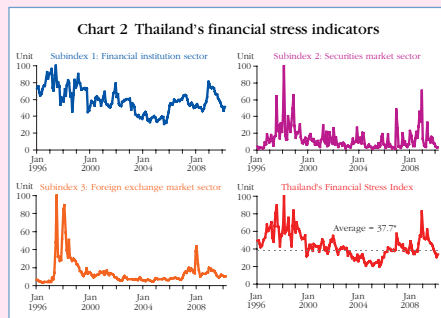 Chart 2 Thailand's financial stress indicators
Unit Subindex 1: Financial institution sector
100
80
60
40
20
0
Jan Jan Jan Jan
1996 2000 2004 2008
Unit Subindex 2: Securities market sector
100
80
60
40
20
0
Jan Jan Jan Jan
1996 2000 2004 2008
Unit Subindex 3: Foreign exchange market sector
100
80
60
40
20
0
Jan Jan Jan Jan
1996 2000 2004 2008
Unit Thailand's Financial Stress Index
100
80
60
40
20
0
Average = 37.7*
Jan Jan Jan Jan
1996 2000 2004 2008